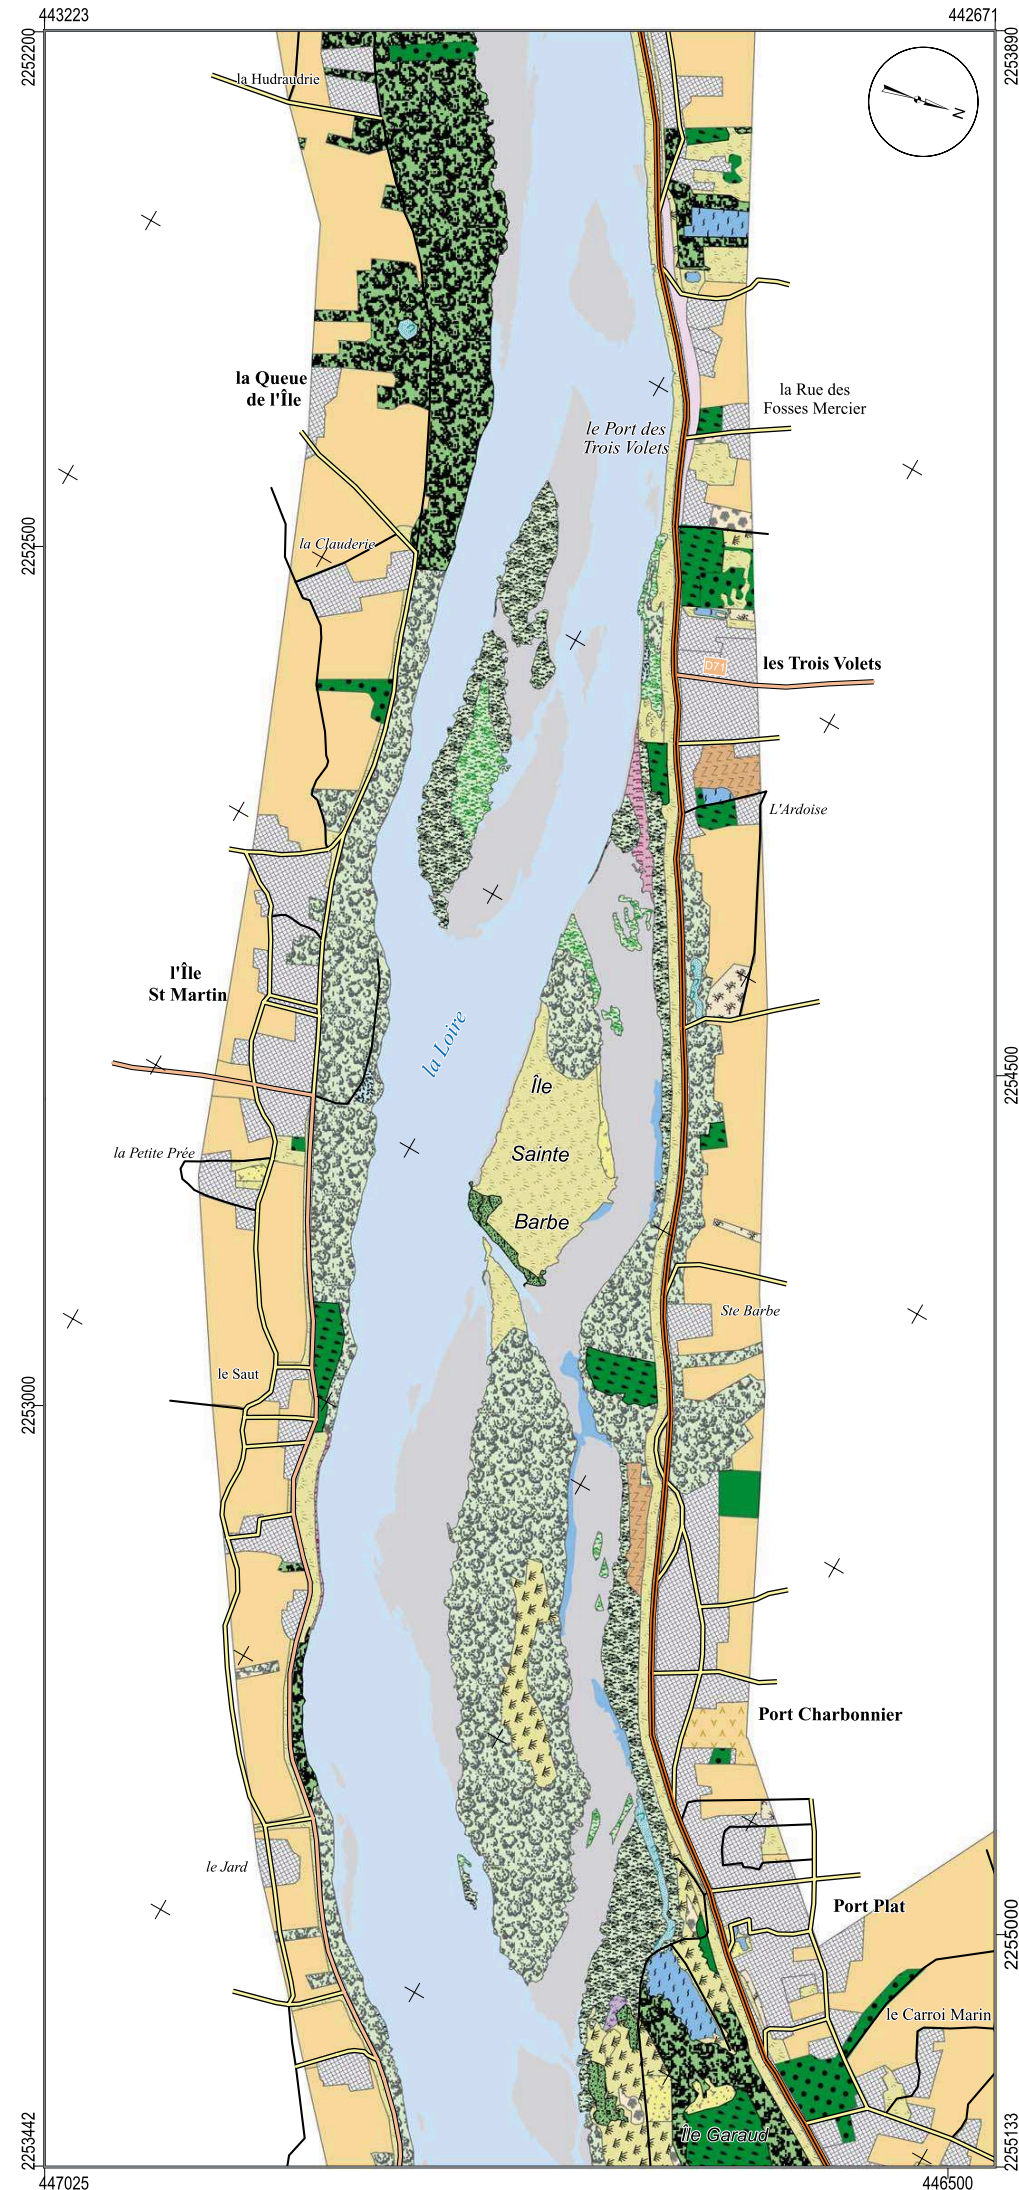 443223
442671
2252200
2253890
N
la Hudraudrie
la Queue
de l'Île
la Rue des
Fosses Mercier
le Port des
Trois Volets
2252500
la Clauderie
D71
les Trois Volets
L'Ardoise
l'Île
St Martin
la Loire
2254500
Île
Sainte
Barbe
la Petite Prée
Ste Barbe
le Saut
2253000
Port Charbonnier
le Jard
Port Plat
2255000
le Carroi Marin
Île Garaud
2253442
2255133
447025
446500